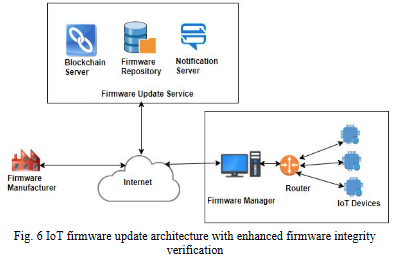 Blockchain
Server
Firmware
Repository
Notification
Server
Firmware Update Service
Firmware
Manufacturer
Internet
Firmware Manager
Router
IoT Devices
Fig. 6 IoT firmware update architecture with enhanced firmware integrity
verification